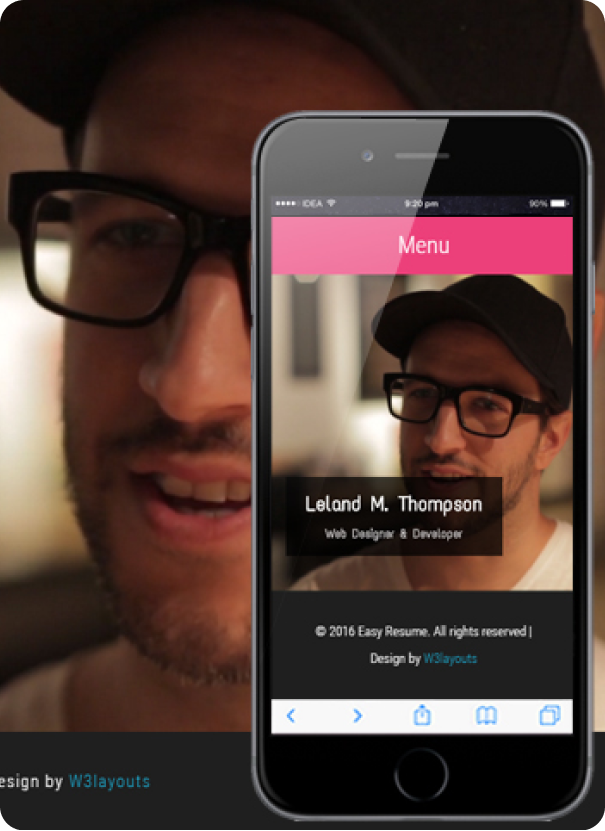 IDEA 9:20 pm 90%
Menu
Leland M. Thompson
Web Designer & Developer
© 2016 Easy Resume. All rights reserved |
Design by W3layouts
esign by W3layouts